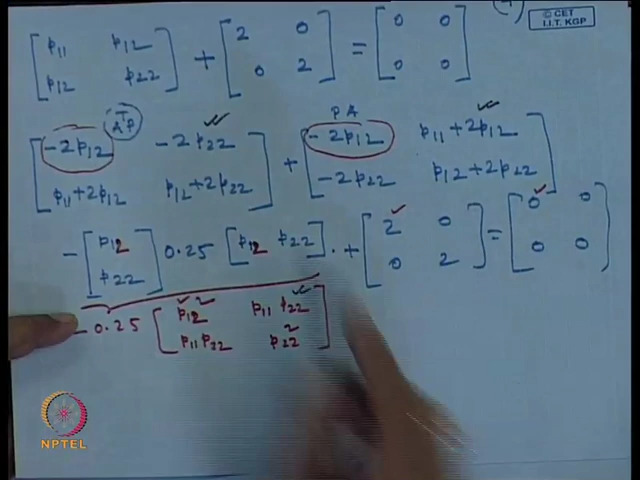 © CET
I.I.T. KGP
[p11 p12; p12 p22] + [2 0; 0 2] = [0 0; 0 0]
AᵀP
PA
[-2p12 -2p22; p11+2p12 p12+2p22] + [-2p12 p11+2p12; -2p22 p12+2p22]
-[p12; p22] 0.25 [p12 p22] . + [2 0; 0 2] = [0 0; 0 0]
-0.25 [p12² p11 p22; p11 p22 p22²]
NPTEL